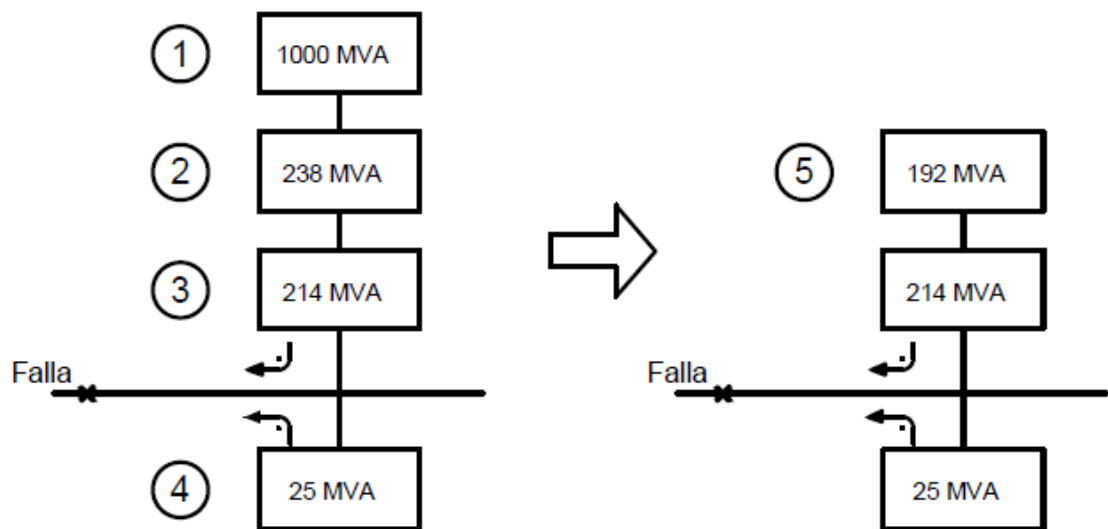 1
1000 MVA
2
238 MVA
3
214 MVA
Falla
4
25 MVA
5
192 MVA
214 MVA
Falla
25 MVA